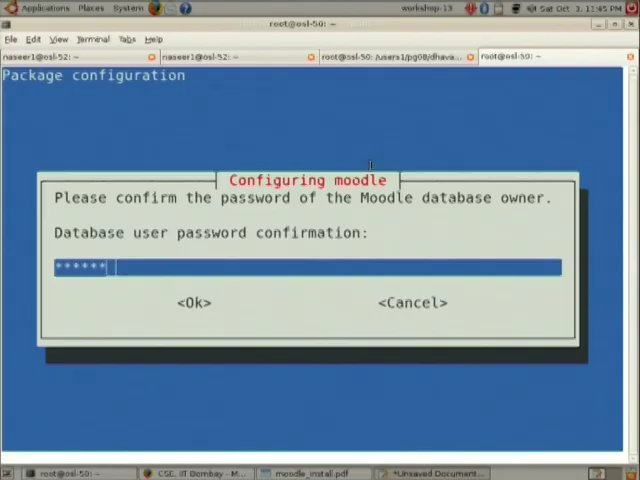 Applications Places System workshop-13 Sat Oct 3, 11:45 PM
root@osl-50: ~
File Edit View Terminal Tabs Help
naseer1@osl-52: ~ naseer1@osl-52: ~ root@osl-50: /users1/pg08/dhava... root@osl-50: ~
Package configuration
Configuring moodle
Please confirm the password of the Moodle database owner.
Database user password confirmation:
******
<Ok> <Cancel>
root@osl-50: ~ CSE, IIT Bombay - M... moodle_install.pdf *Unsaved Document...